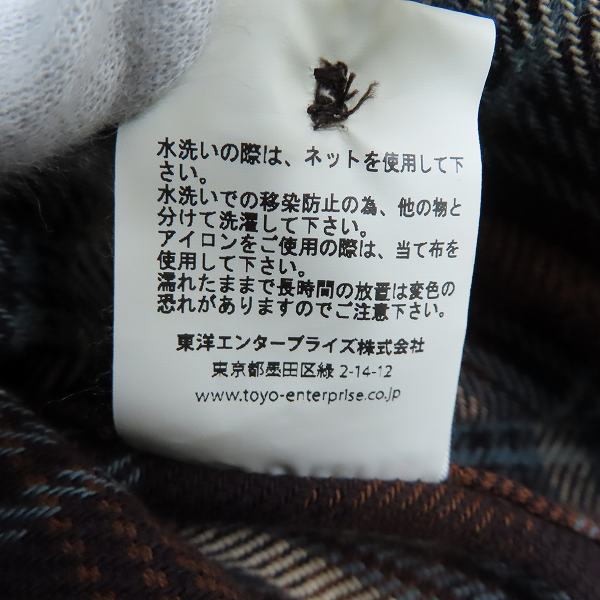 水洗いの際は、ネットを使用して下
さい。
水洗いでの移染防止の為、他の物と
分けて洗濯して下さい。
アイロンをご使用の際は、当て布を
使用して下さい。
濡れたままで長時間の放置は変色の
恐れがありますのでご注意下さい。
東洋エンタープライズ株式会社
東京都墨田区緑 2-14-12
www.toyo-enterprise.co.jp